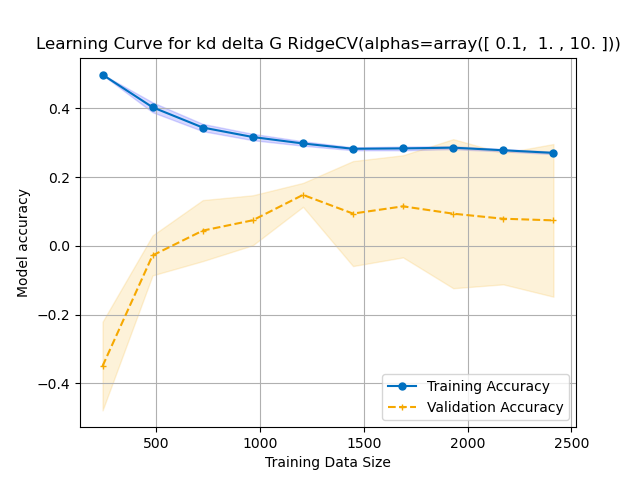 Learning Curve for kd delta G RidgeCV(alphas=array([ 0.1,  1. , 10. ]))
Model accuracy
0.4
0.2
0.0
−0.2
−0.4
500
1000
1500
2000
2500
Training Data Size
Training Accuracy
Validation Accuracy